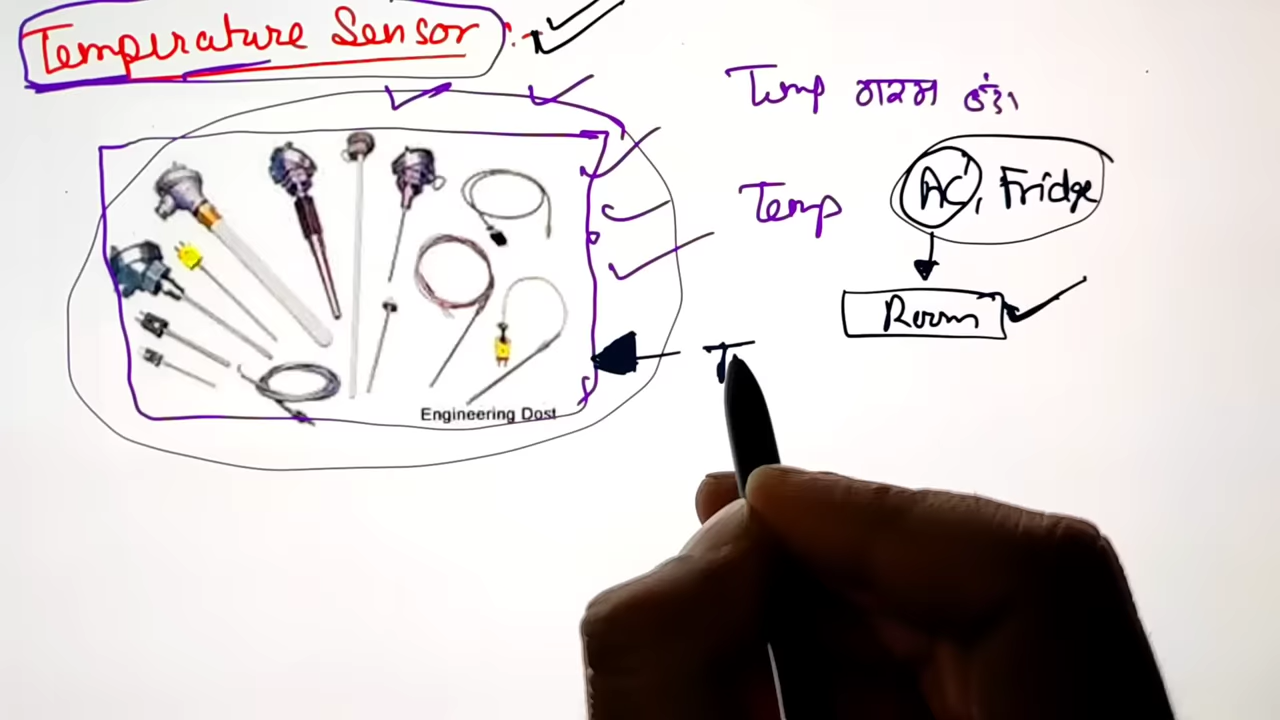 Temperature Sensor :-
Temp गरम ठंडा
Temp AC, Fridge
Room
T
Engineering Dost